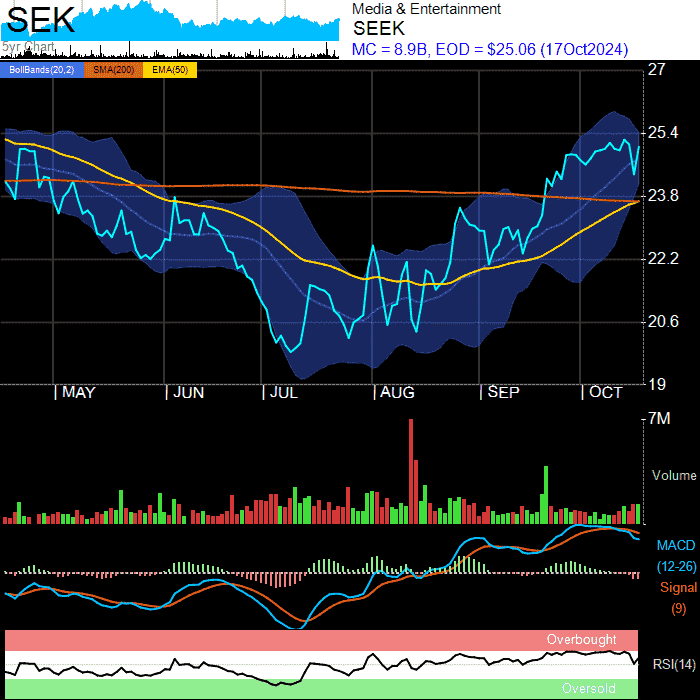 SEK
5yr Chart
Media & Entertainment
SEEK
MC = 8.9B, EOD = $25.06 (17Oct2024)
BollBands(20,2) SMA(200) EMA(50)
27
25.4
23.8
22.2
20.6
19
MAY JUN JUL AUG SEP OCT
7M
Volume
MACD
(12-26)
Signal
(9)
Overbought
RSI(14)
Oversold